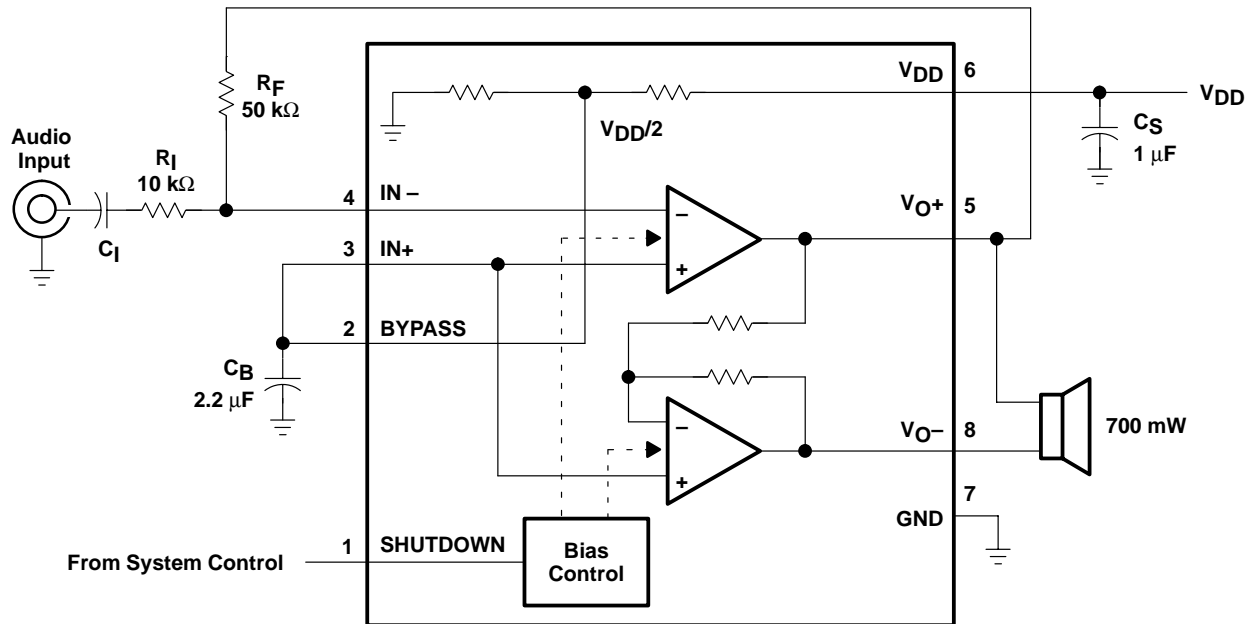 VDD 6
RF
50 kΩ
VDD/2
VDD
CS
1 μF
Audio
Input
RI
10 kΩ
CI
4 IN −
−
+
VO+ 5
3 IN+
2 BYPASS
CB
2.2 μF
−
+
VO− 8
700 mW
7
GND
1 SHUTDOWN
From System Control
Bias
Control